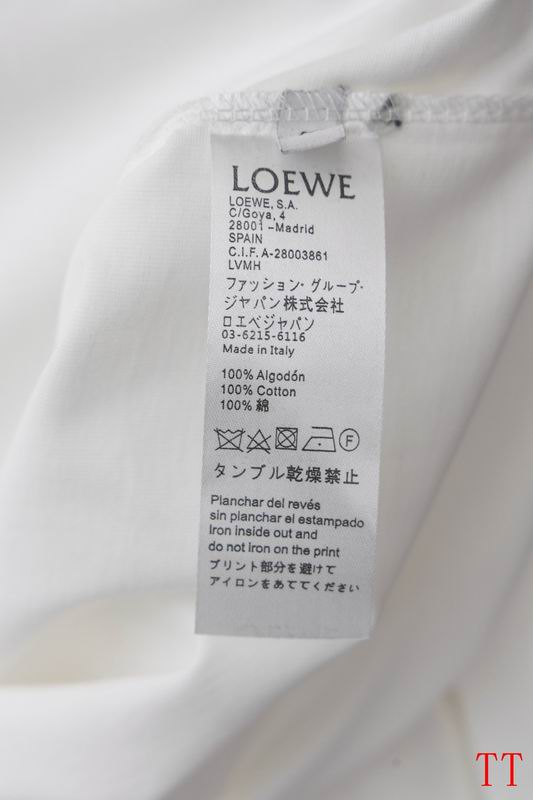 LOEWE
LOEWE, S.A.
C/Goya, 4
28001 –Madrid
SPAIN
C.I.F. A-28003861
LVMH
ファッション・グループ・
ジャパン株式会社
ロエベジャパン
03-6215-6116
Made in Italy
100% Algodón
100% Cotton
100% 綿
F
タンブル乾燥禁止
Planchar del revés
sin planchar el estampado
Iron inside out and
do not iron on the print
プリント部分を避けて
アイロンをあててください
TT